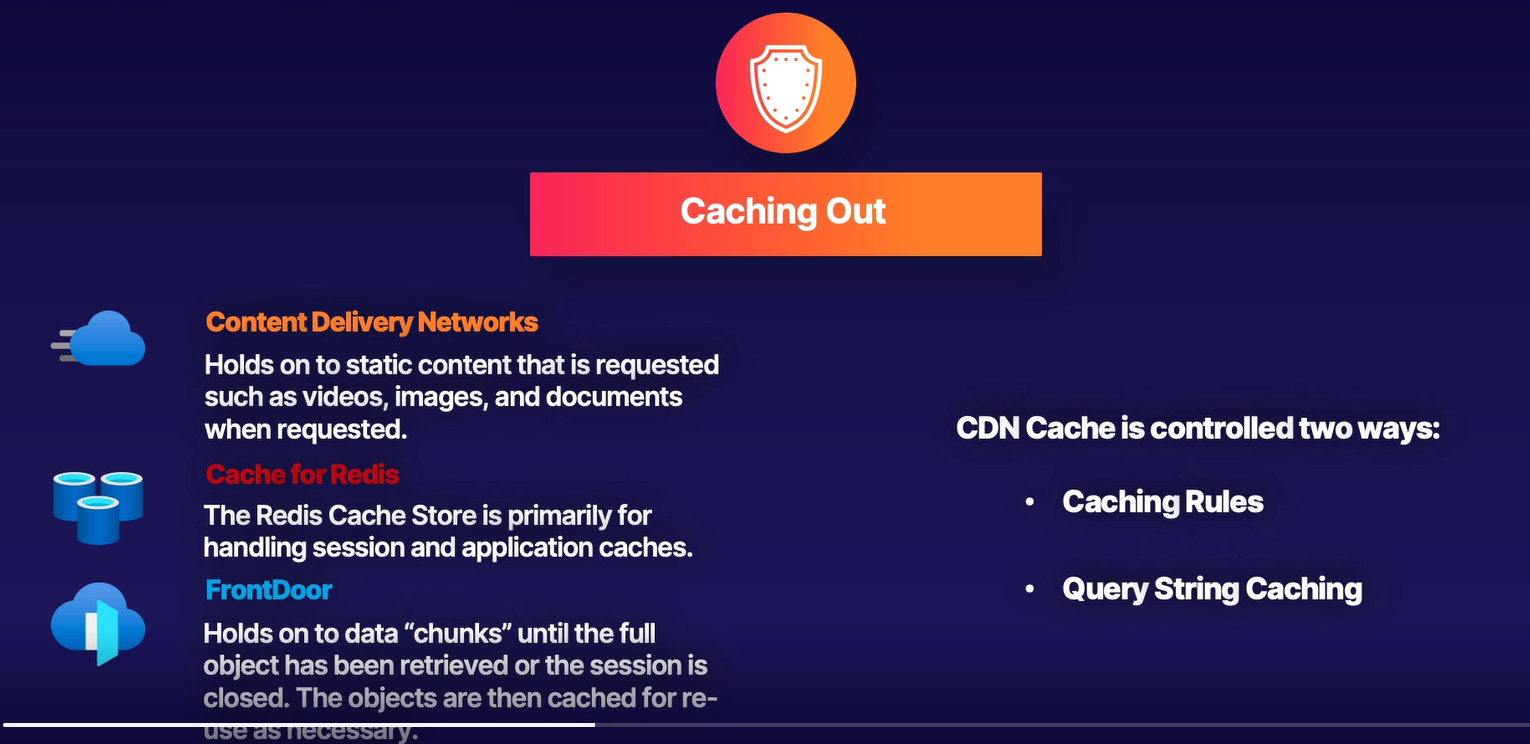 Caching Out
Content Delivery Networks
Holds on to static content that is requested
such as videos, images, and documents
when requested.
Cache for Redis
The Redis Cache Store is primarily for
handling session and application caches.
FrontDoor
Holds on to data “chunks” until the full
object has been retrieved or the session is
closed. The objects are then cached for re-
use as necessary.
CDN Cache is controlled two ways:
• Caching Rules
• Query String Caching